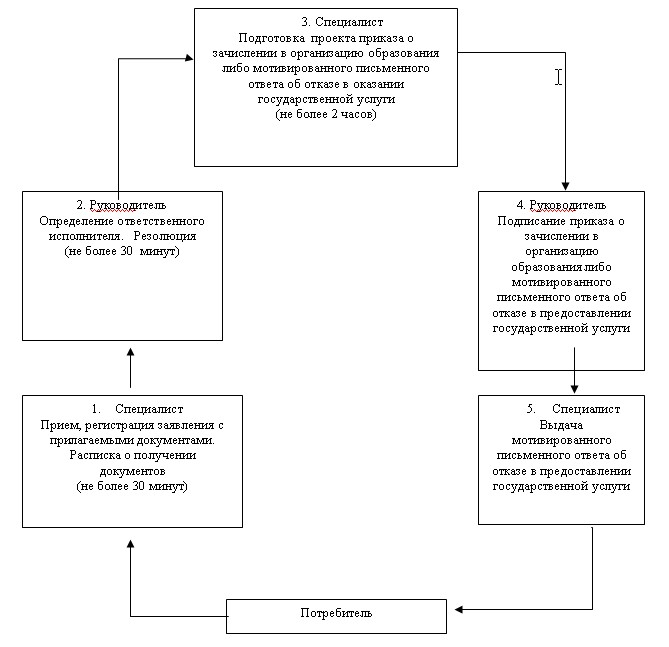 3. Специалист
Подготовка проекта приказа о
зачислении в организацию образования
либо мотивированного письменного
ответа об отказе в оказании
государственной услуги
(не более 2 часов)
2. Руководитель
Определение ответственного
исполнителя. Резолюция
(не более 30 минут)
4. Руководитель
Подписание приказа о
зачислении в
организацию
образования либо
мотивированного
письменного ответа об
отказе в предоставлении
государственной услуги
1. Специалист
Прием, регистрация заявления с
прилагаемыми документами.
Расписка о получении
документов
(не более 30 минут)
5. Специалист
Выдача
мотивированного
письменного ответа об
отказе в предоставлении
государственной услуги
Потребитель